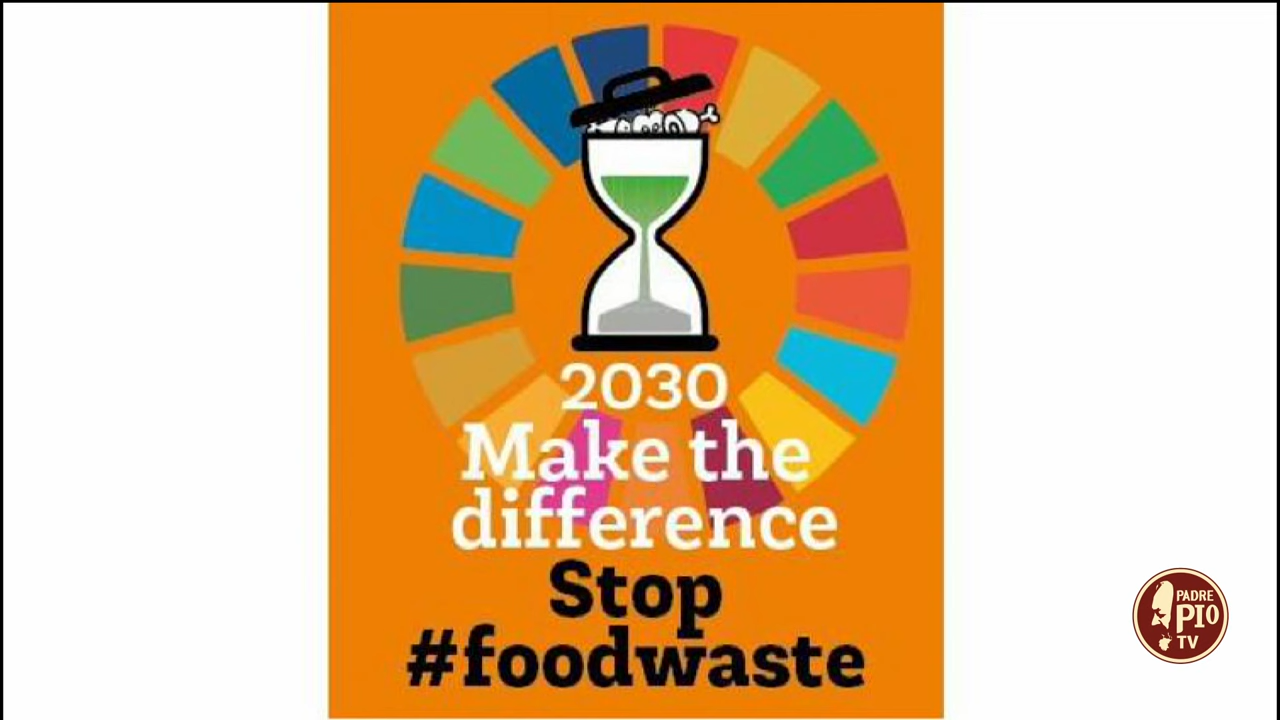 2030
Make the
difference
Stop
#foodwaste
PADRE
PIO
TV